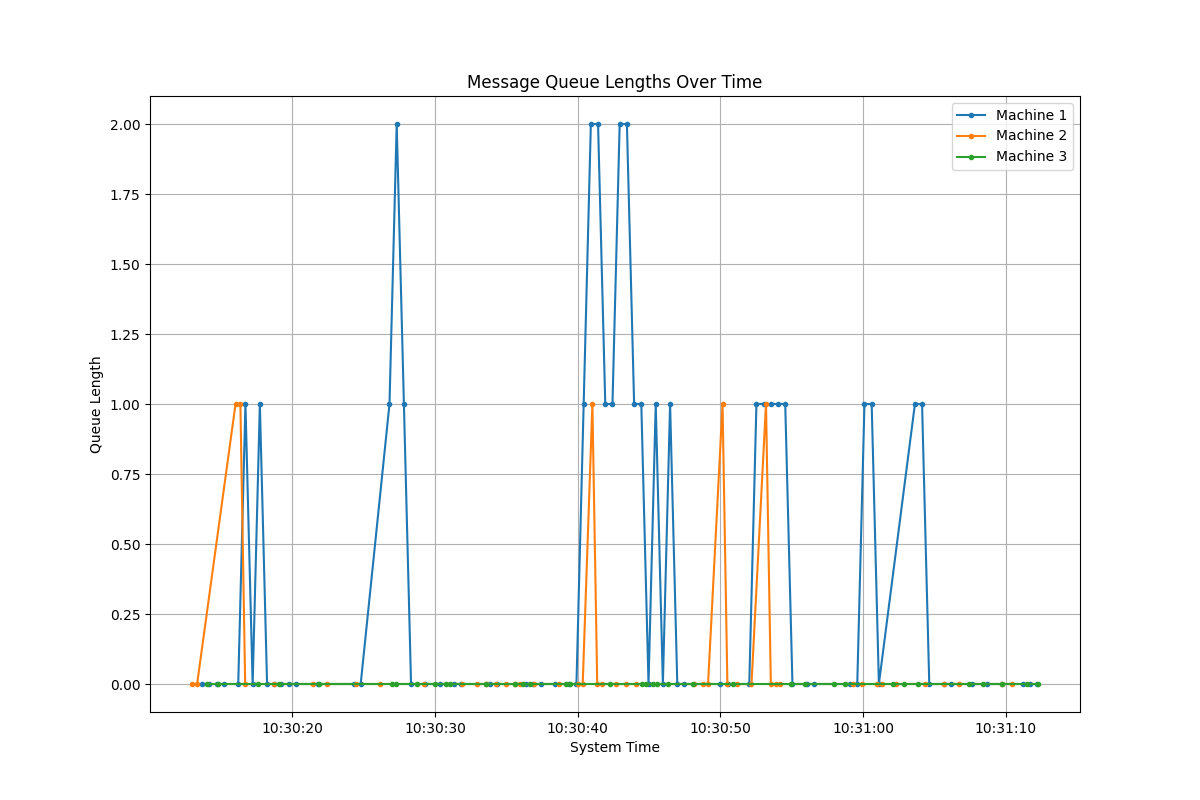 Message Queue Lengths Over Time
Machine 1
Machine 2
Machine 3
2.00
1.75
1.50
1.25
1.00
0.75
0.50
0.25
0.00
Queue Length
10:30:20 10:30:30 10:30:40 10:30:50 10:31:00 10:31:10
System Time